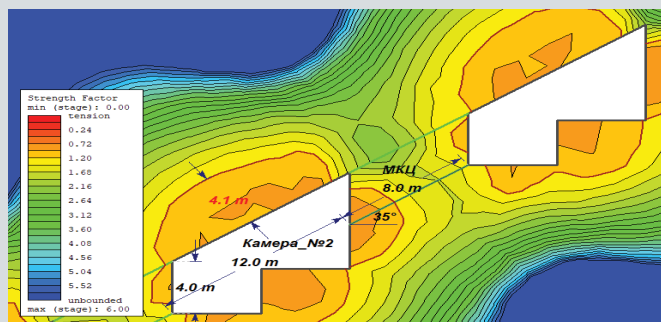 Strength Factor
min (stage): 0.00
tension
0.24
0.72
1.20
1.68
2.16
2.64
3.12
3.60
4.08
4.56
5.04
5.52
unbounded
max (stage): 6.00
МКЦ
8.0 m
4.1 m
35°
Камера_№2
12.0 m
4.0 m